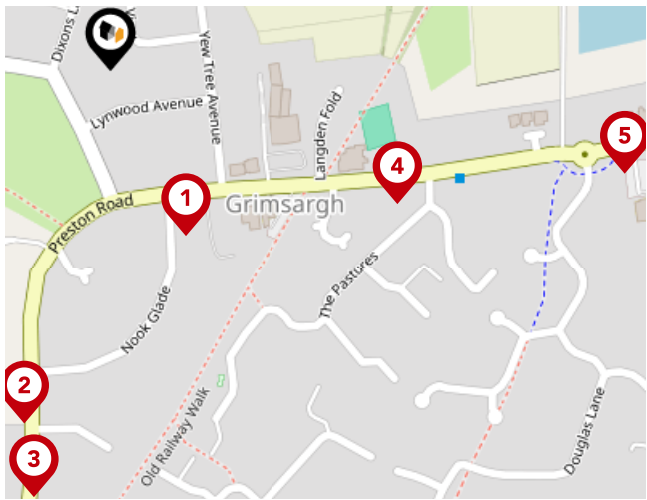 Dixons L
Vi
Yew Tree Avenue
Lynwood Avenue
Langden Fold
5
4
1
Grimsargh
Preston Road
The Pastures
Nook Glade
2
Old Railway Walk
Douglas Lane
3